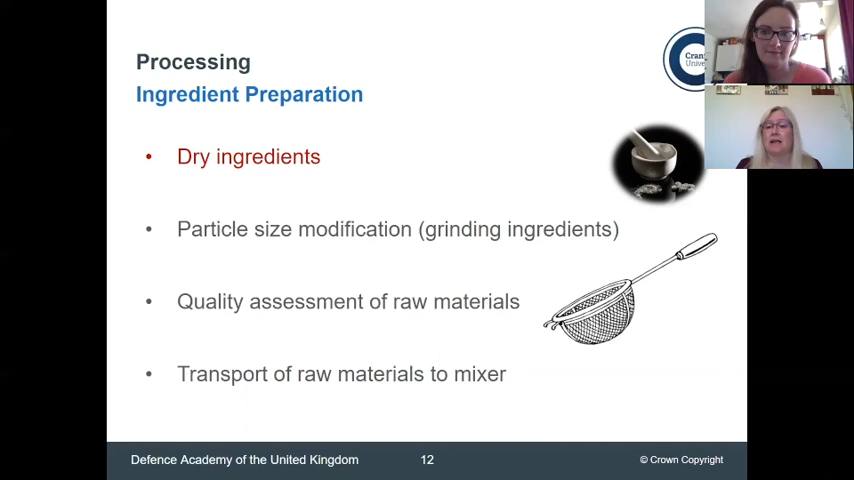 Processing
Ingredient Preparation
• Dry ingredients
• Particle size modification (grinding ingredients)
• Quality assessment of raw materials
• Transport of raw materials to mixer
Defence Academy of the United Kingdom
12
© Crown Copyright